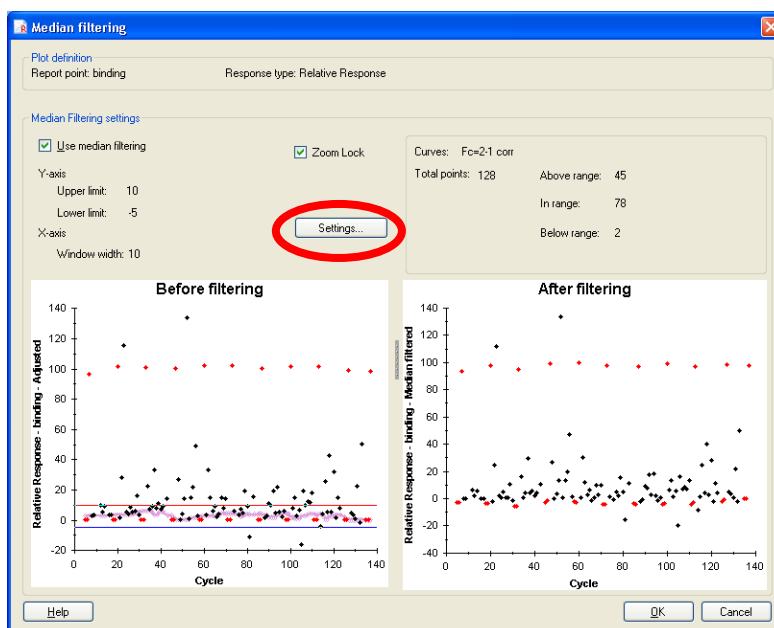 Median filtering
Plot definition
Report point: binding Response type: Relative Response
Median Filtering settings
Use median filtering
Zoom Lock
Y-axis
Upper limit: 10
Lower limit: -5
X-axis
Window width: 10
Settings...
Curves: Fc=2-1 corr
Total points: 128
Above range: 45
In range: 78
Below range: 2
Before filtering
Relative Response - binding - Adjusted
140
120
100
80
60
40
20
0
-20
0 20 40 60 80 100 120 140
Cycle
After filtering
Relative Response - binding - Median filtered
140
120
100
80
60
40
20
0
-20
-40
0 20 40 60 80 100 120 140
Cycle
Help
OK
Cancel